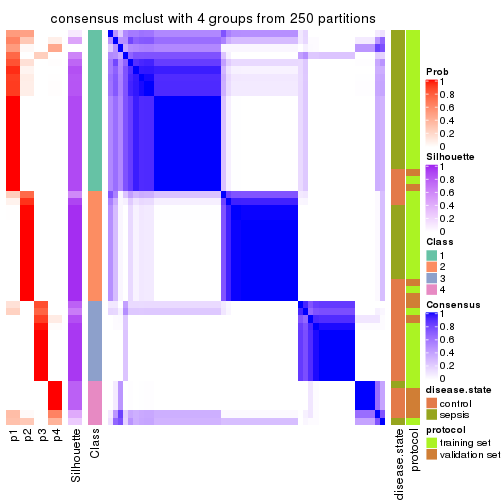 consensus mclust with 4 groups from 250 partitions
Prob
1
0.8
0.6
0.4
0.2
0
Silhouette
1
0.8
0.6
0.4
0.2
0
Class
1
2
3
4
Consensus
1
0.8
0.6
0.4
0.2
0
disease.state
control
sepsis
protocol
training set
validation set
p1
p2
p3
p4
Silhouette
Class
disease.state
protocol